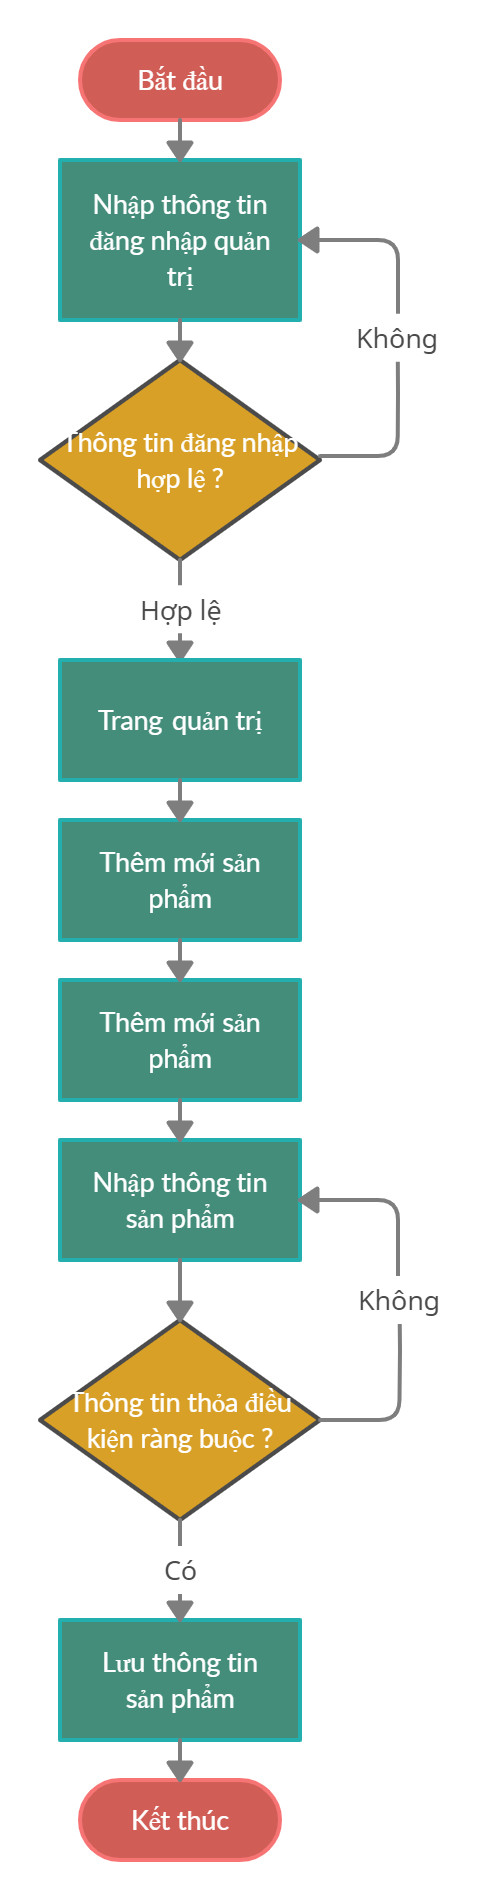 Bắt đầu
Nhập thông tin
đăng nhập quản
trị
Không
Thông tin đăng nhập
hợp lệ ?
Hợp lệ
Trang quản trị
Thêm mới sản
phẩm
Thêm mới sản
phẩm
Nhập thông tin
sản phẩm
Không
Thông tin thỏa điều
kiện ràng buộc ?
Có
Lưu thông tin
sản phẩm
Kết thúc